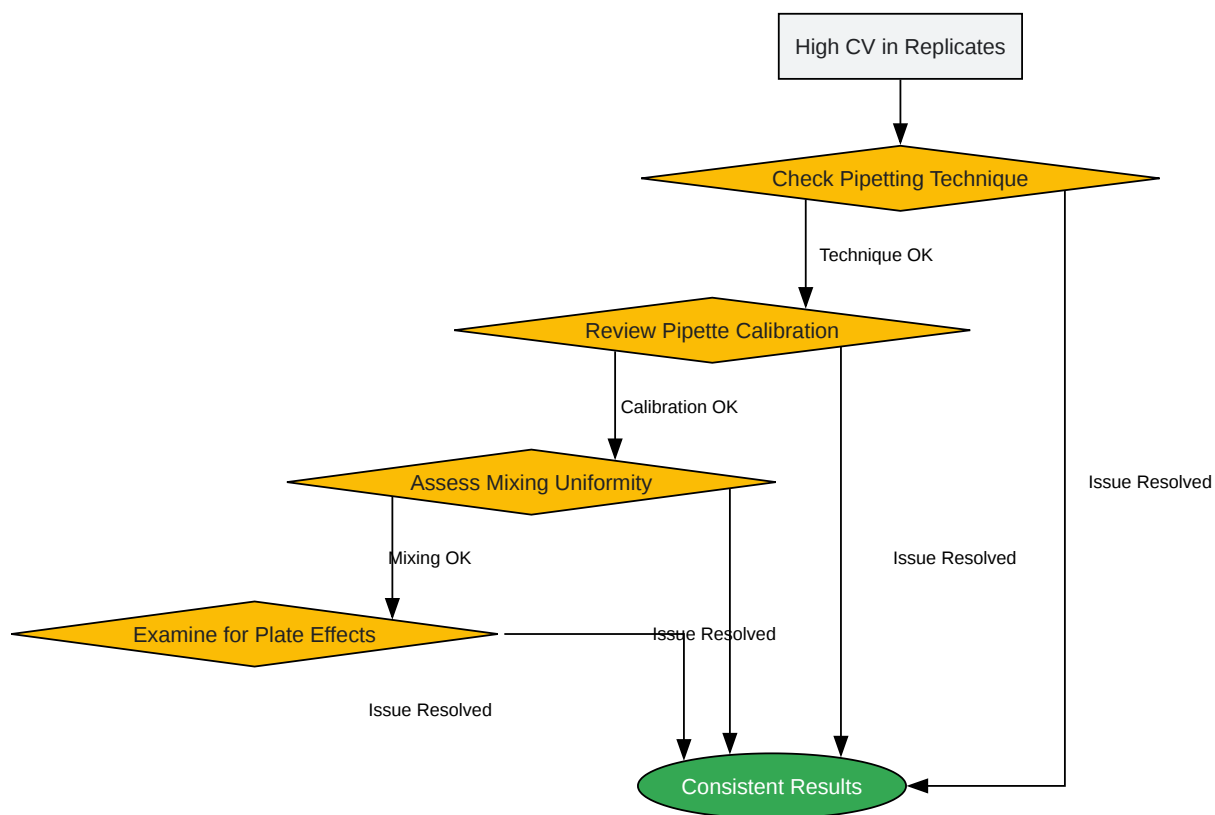 High CV in Replicates
Check Pipetting Technique
Technique OK
Review Pipette Calibration
Calibration OK
Assess Mixing Uniformity
Issue Resolved
Mixing OK
Issue Resolved
Examine for Plate Effects
Issue Resolved
Issue Resolved
Consistent Results